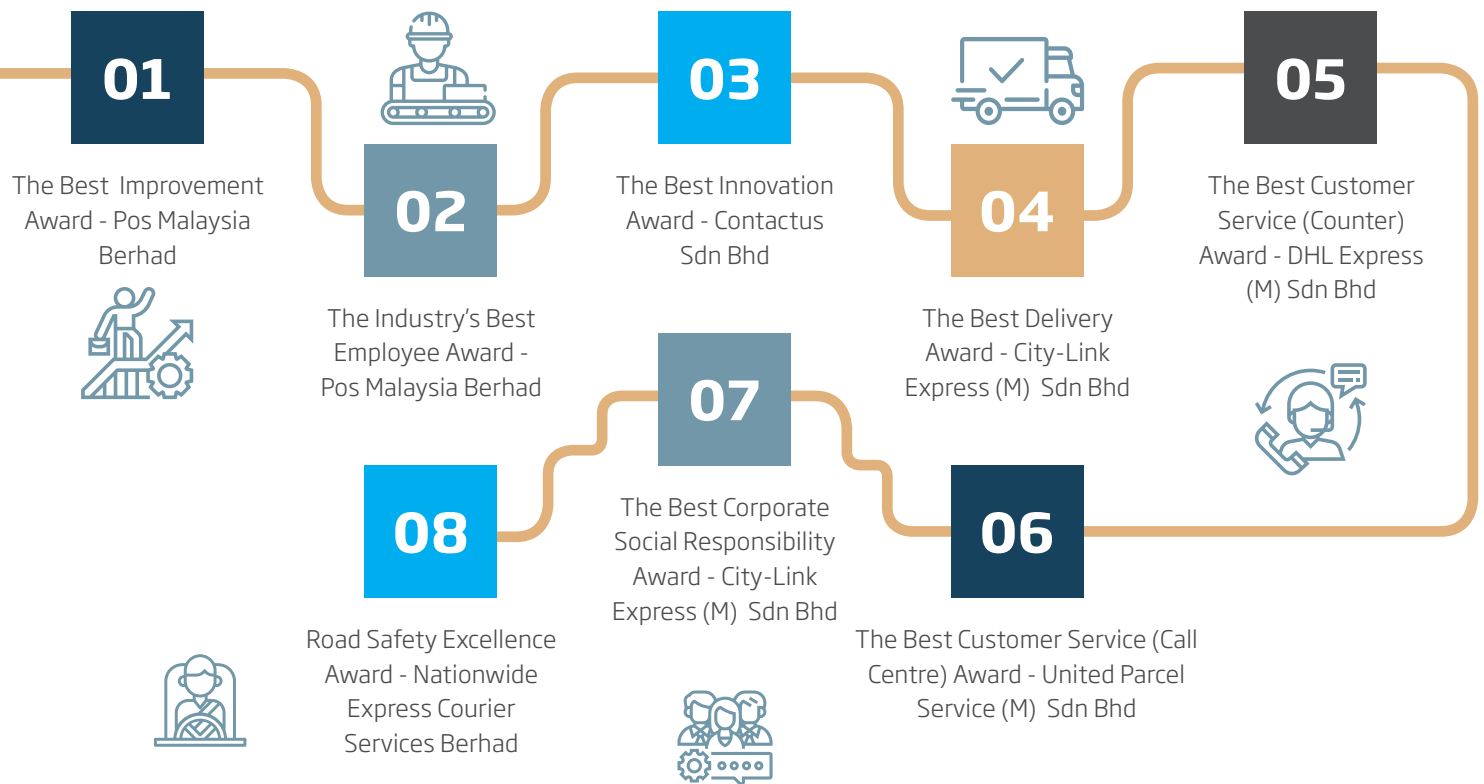 01
The Best Improvement
Award - Pos Malaysia
Berhad
02
The Industry's Best
Employee Award -
Pos Malaysia Berhad
03
The Best Innovation
Award - Contactus
Sdn Bhd
04
The Best Delivery
Award - City-Link
Express (M) Sdn Bhd
05
The Best Customer
Service (Counter)
Award - DHL Express
(M) Sdn Bhd
06
The Best Customer Service (Call
Centre) Award - United Parcel
Service (M) Sdn Bhd
07
The Best Corporate
Social Responsibility
Award - City-Link
Express (M) Sdn Bhd
08
Road Safety Excellence
Award - Nationwide
Express Courier
Services Berhad